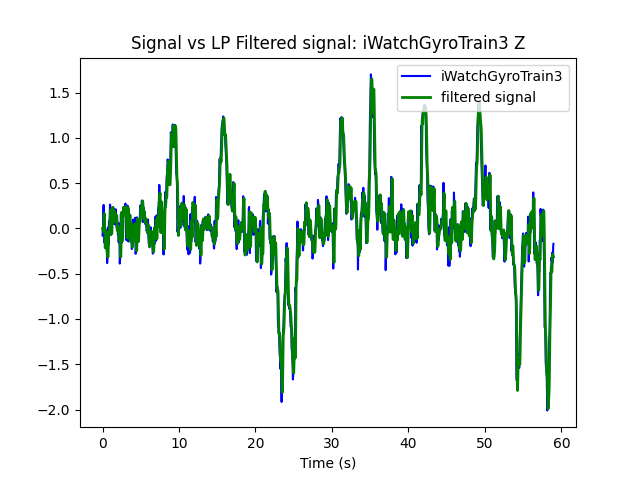 Signal vs LP Filtered signal: iWatchGyroTrain3 Z
iWatchGyroTrain3
filtered signal
1.5
1.0
0.5
0.0
−0.5
−1.0
−1.5
−2.0
0 10 20 30 40 50 60
Time (s)